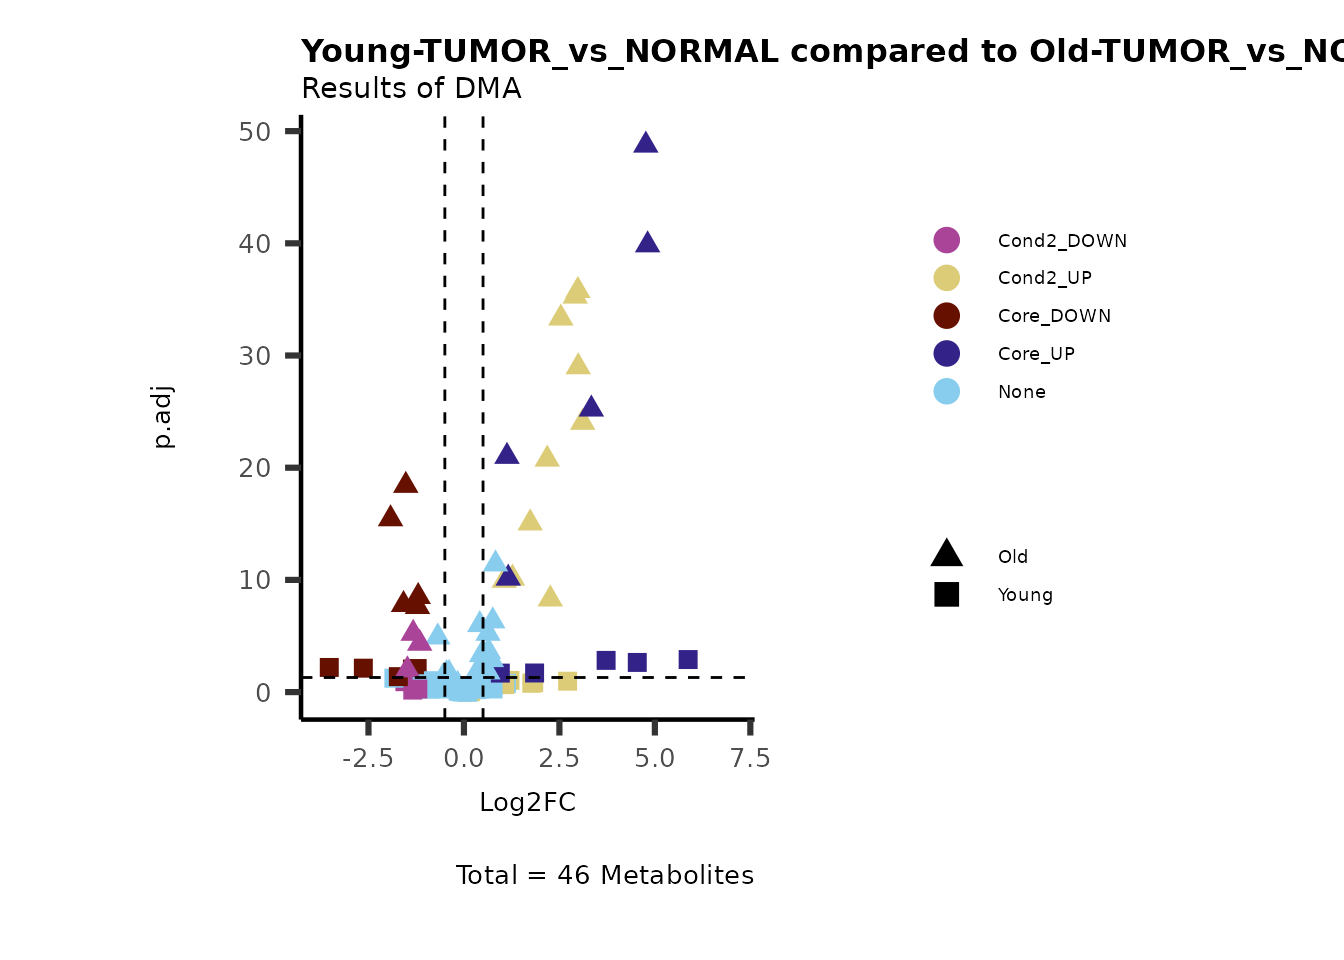 Young-TUMOR_vs_NORMAL compared to Old-TUMOR_vs_NO
Results of DMA
50
40
30
20
10
0
p.adj
-2.5 0.0 2.5 5.0 7.5
Log2FC
Total = 46 Metabolites
Cond2_DOWN
Cond2_UP
Core_DOWN
Core_UP
None
Old
Young